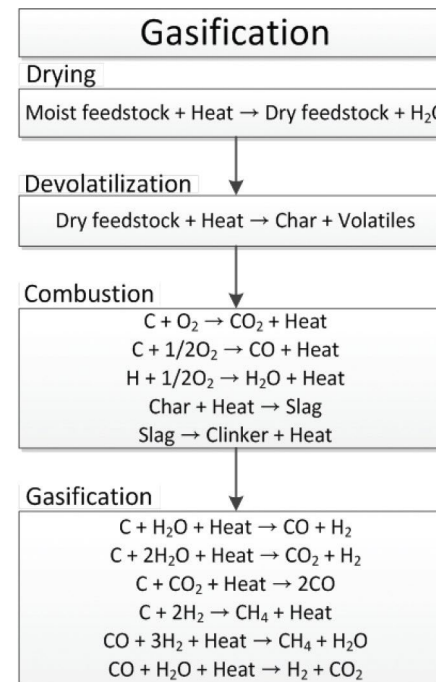 Gasification
Drying
Moist feedstock + Heat → Dry feedstock + H₂O
Devolatilization
Dry feedstock + Heat → Char + Volatiles
Combustion
C + O₂ → CO₂ + Heat
C + 1/2O₂ → CO + Heat
H + 1/2O₂ → H₂O + Heat
Char + Heat → Slag
Slag → Clinker + Heat
Gasification
C + H₂O + Heat → CO + H₂
C + 2H₂O + Heat → CO₂ + H₂
C + CO₂ + Heat → 2CO
C + 2H₂ → CH₄ + Heat
CO + 3H₂ + Heat → CH₄ + H₂O
CO + H₂O + Heat → H₂ + CO₂